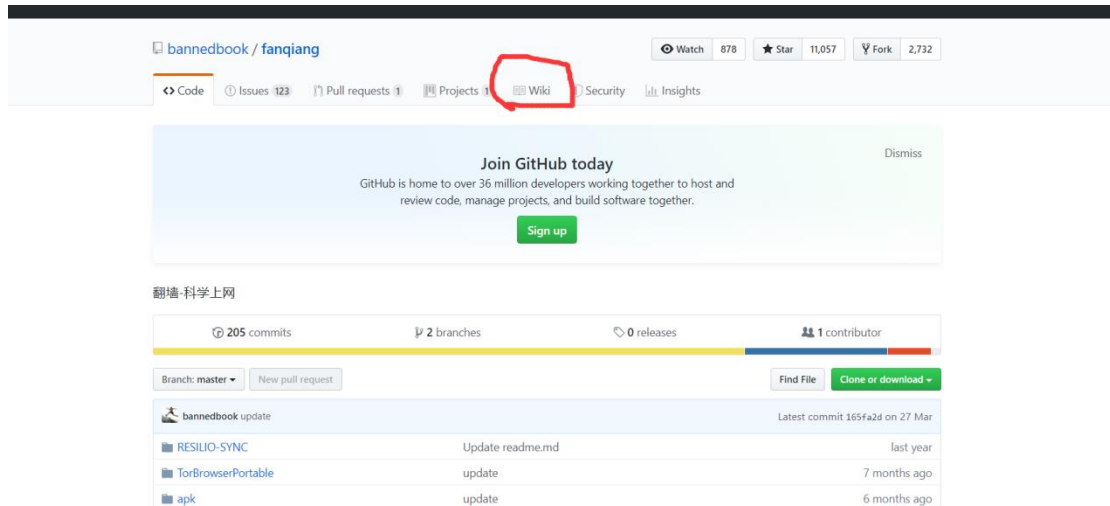 bannedbook / fanqiang
Watch 878 Star 11,057 Fork 2,732
Code Issues 123 Pull requests 1 Projects 1 Wiki Security Insights
Dismiss
Join GitHub today
GitHub is home to over 36 million developers working together to host and
review code, manage projects, and build software together.
Sign up
翻墙-科学上网
205 commits 2 branches 0 releases 1 contributor
Branch: master New pull request Find File Clone or download
bannedbook update Latest commit 165fa2d on 27 Mar
RESILIO-SYNC Update readme.md last year
TorBrowserPortable update 7 months ago
apk update 6 months ago